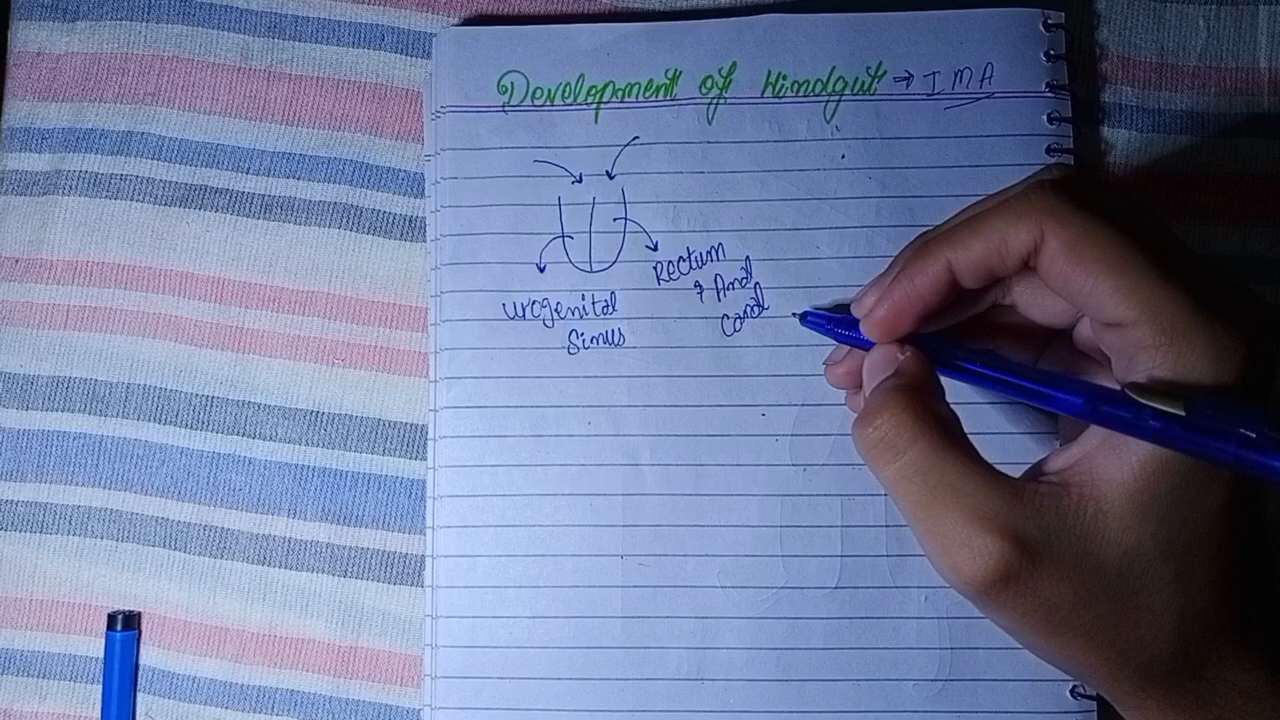 Development of Hindgut → IMA
Rectum
& Anal
Canal
Urogenital
Sinus